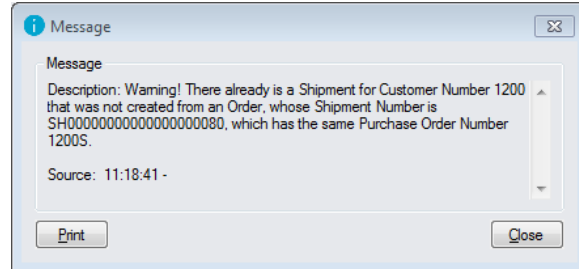 Message
Message
Description: Warning! There already is a Shipment for Customer Number 1200
that was not created from an Order, whose Shipment Number is
SH00000000000000000080, which has the same Purchase Order Number
1200S.
Source:  11:18:41 -
Print
Close